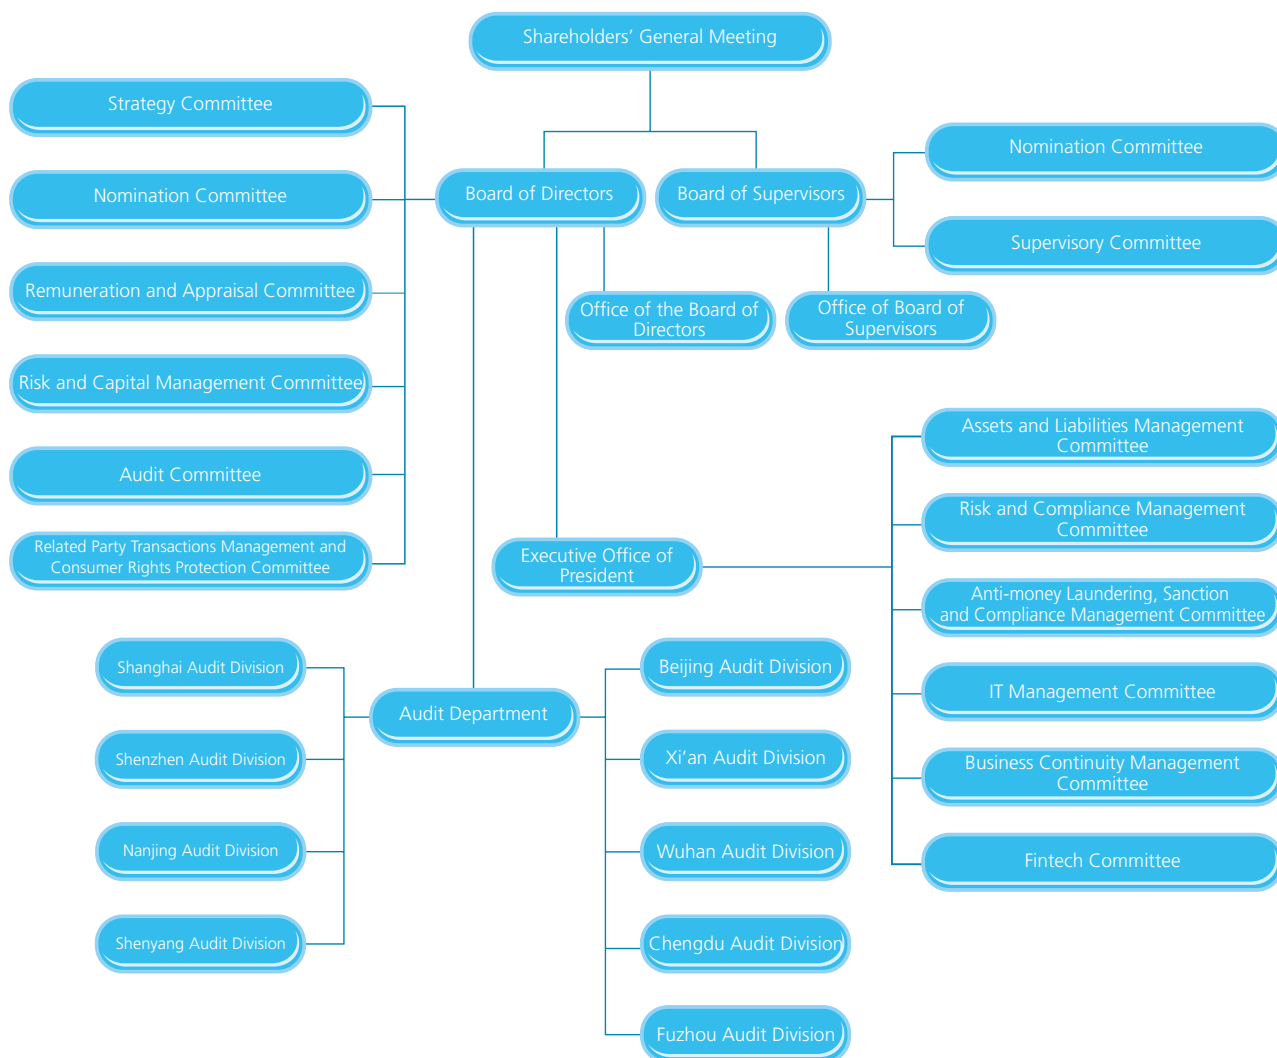 Shareholders’ General Meeting
Strategy Committee
Nomination Committee
Remuneration and Appraisal Committee
Risk and Capital Management Committee
Audit Committee
Related Party Transactions Management and
Consumer Rights Protection Committee
Board of Directors
Board of Supervisors
Nomination Committee
Supervisory Committee
Office of the Board of
Directors
Office of Board of
Supervisors
Executive Office of
President
Assets and Liabilities Management
Committee
Risk and Compliance Management
Committee
Anti-money Laundering, Sanction
and Compliance Management Committee
IT Management Committee
Business Continuity Management
Committee
Fintech Committee
Audit Department
Shanghai Audit Division
Shenzhen Audit Division
Nanjing Audit Division
Shenyang Audit Division
Beijing Audit Division
Xi’an Audit Division
Wuhan Audit Division
Chengdu Audit Division
Fuzhou Audit Division